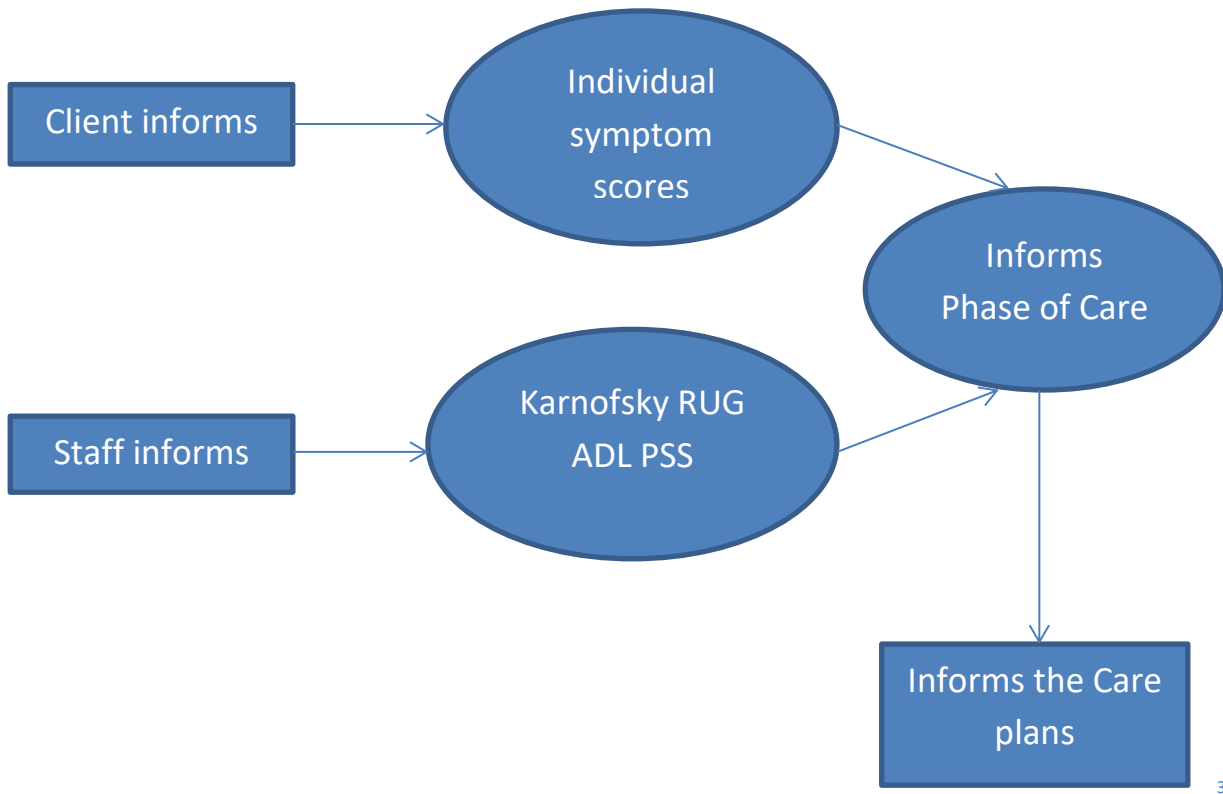 Client informs
Individual
symptom
scores
Informs
Phase of Care
Staff informs
Karnofsky RUG
ADL PSS
Informs the Care
plans
3